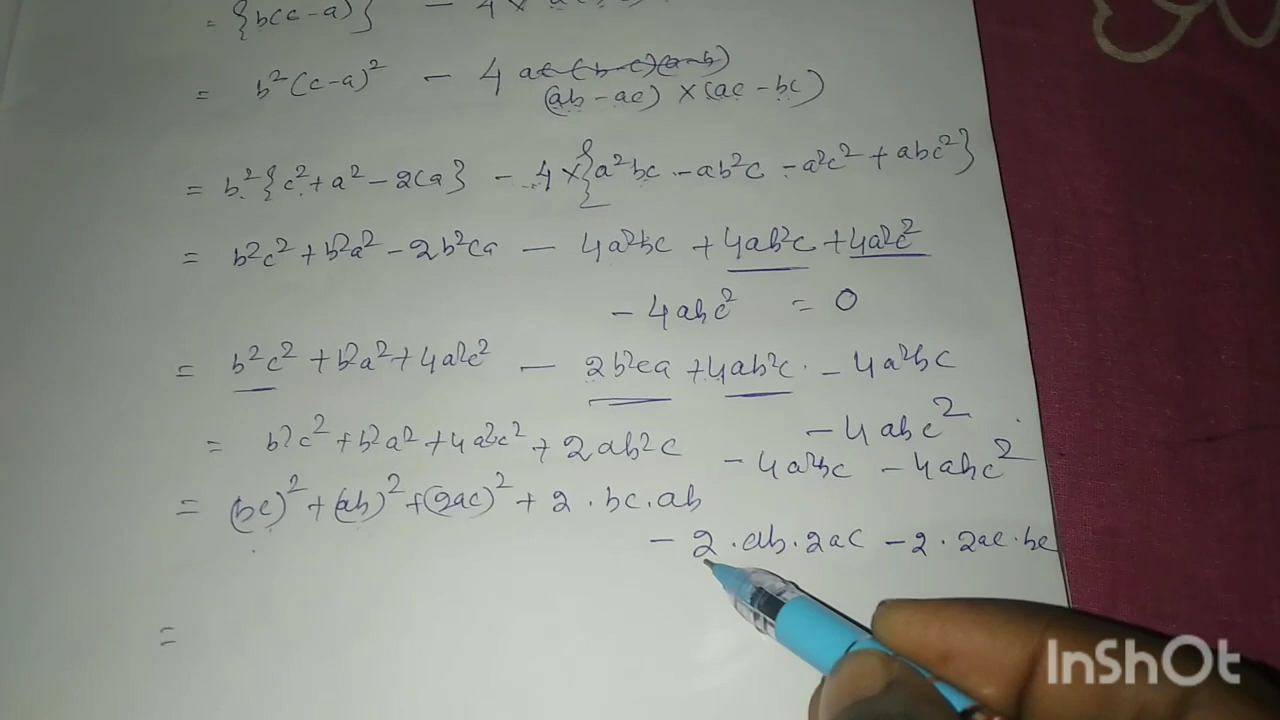 = {b(c-a)} - 4 ×
= b²(c-a)² - 4 ac(b-c)(a-b)
(ab-ac) × (ac-bc)
= b²{c²+a²-2ca} - 4×{a²bc -ab²c -a²c² +abc²}
= b²c² + b²a² - 2b²ca - 4a²bc + 4ab²c + 4a²c²
- 4abc² = 0
= b²c² + b²a² + 4a²c² - 2b²ca + 4ab²c - 4a²bc
- 4abc²
= b²c² + b²a² + 4a²c² + 2ab²c - 4a²bc - 4abc²
= (bc)² + (ab)² + (2ac)² + 2·bc·ab
- 2·ab·2ac - 2·2ac·bc
=
InShOt